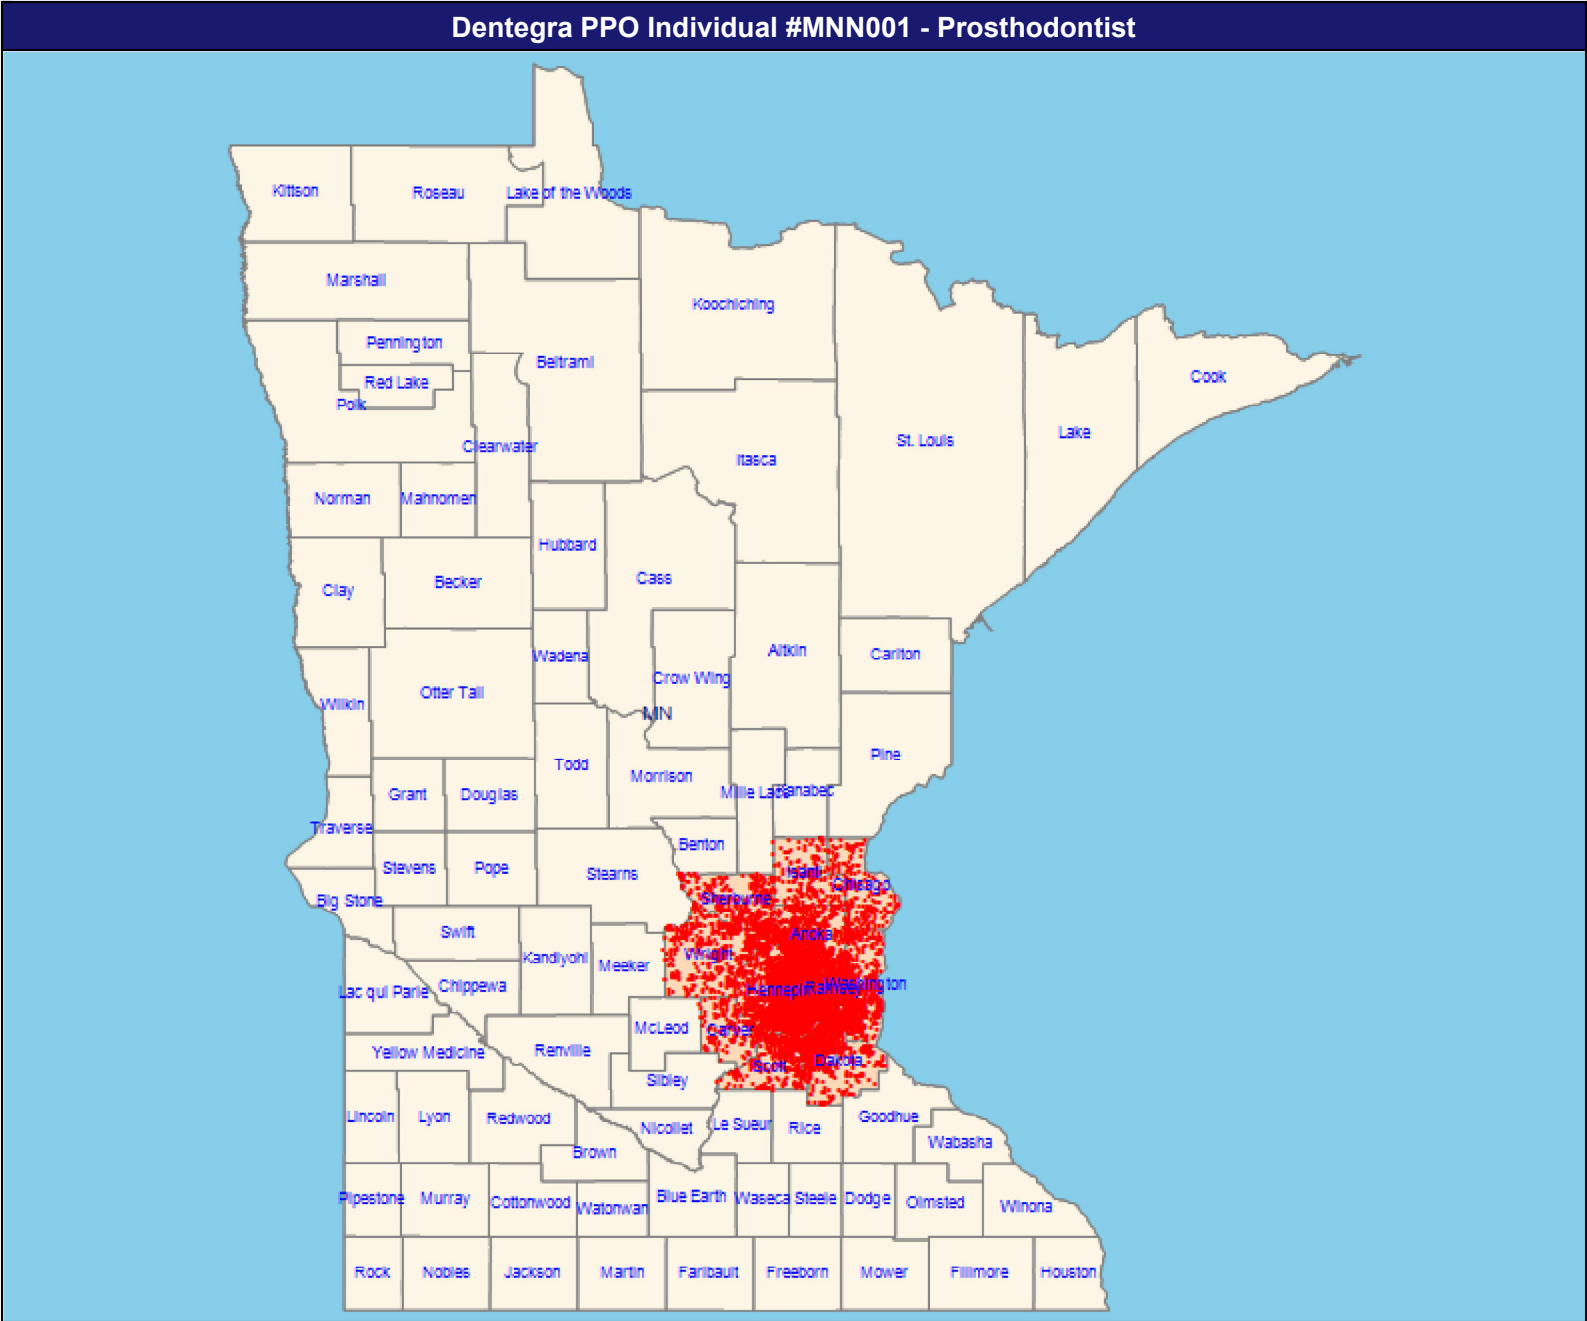 Dentegra PPO Individual #MNN001 - Prosthodontist
Kittson
Roseau
Lake of the Woods
Marshall
Koochiching
Pennington
Beltrami
Red Lake
Cook
Polk
Lake
St. Louis
Clearwater
Itasca
Norman
Mahnomen
Hubbard
Cass
Becker
Clay
Aitkin
Carlton
Wadena
Crow Wing
Otter Tail
Wilkin
MN
Pine
Todd
Morrison
Mille Lacs
Kanabec
Grant
Douglas
Traverse
Benton
Stevens
Pope
Stearns
Isanti
Chisago
Big Stone
Sherburne
Swift
Anoka
Wright
Kandiyohi
Meeker
Chippewa
Lac qui Parle
Hennepin
Ramsey
Washington
McLeod
Carver
Renville
Yellow Medicine
Dakota
Scott
Sibley
Lincoln
Lyon
Redwood
Goodhue
Le Sueur
Rice
Nicollet
Wabasha
Brown
Pipestone
Murray
Cottonwood
Watonwan
Blue Earth
Waseca
Steele
Dodge
Olmsted
Winona
Rock
Nobles
Jackson
Martin
Faribault
Freeborn
Mower
Fillmore
Houston